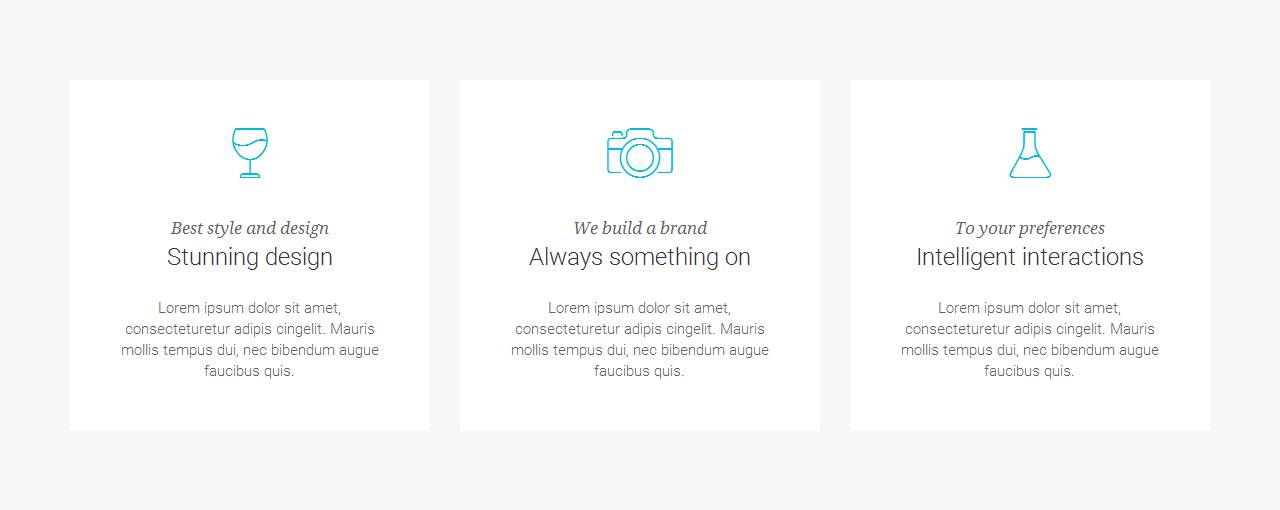 Best style and design
Stunning design
Lorem ipsum dolor sit amet,
consecteturetur adipis cingelit. Mauris
mollis tempus dui, nec bibendum augue
faucibus quis.
We build a brand
Always something on
Lorem ipsum dolor sit amet,
consecteturetur adipis cingelit. Mauris
mollis tempus dui, nec bibendum augue
faucibus quis.
To your preferences
Intelligent interactions
Lorem ipsum dolor sit amet,
consecteturetur adipis cingelit. Mauris
mollis tempus dui, nec bibendum augue
faucibus quis.